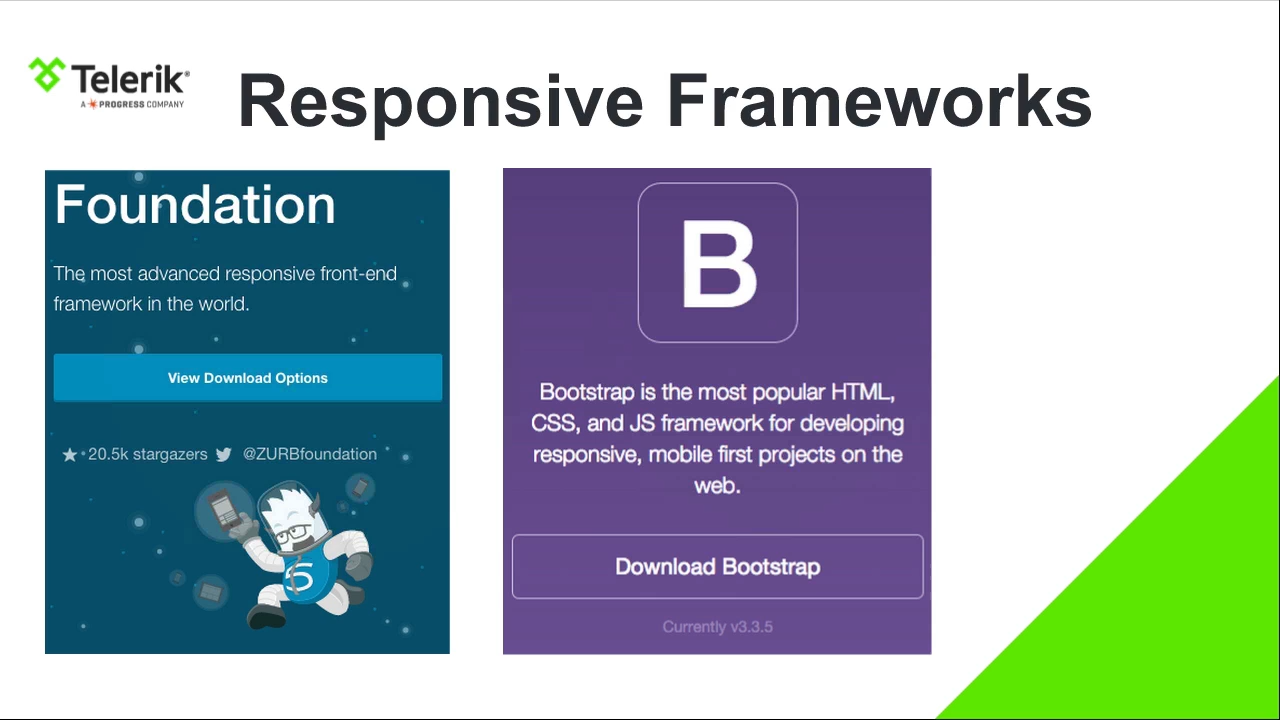 Telerik®
A PROGRESS COMPANY
Responsive Frameworks
Foundation
The most advanced responsive front-end
framework in the world.
View Download Options
20.5k stargazers @ZURBfoundation
5
B
Bootstrap is the most popular HTML,
CSS, and JS framework for developing
responsive, mobile first projects on the
web.
Download Bootstrap
Currently v3.3.5